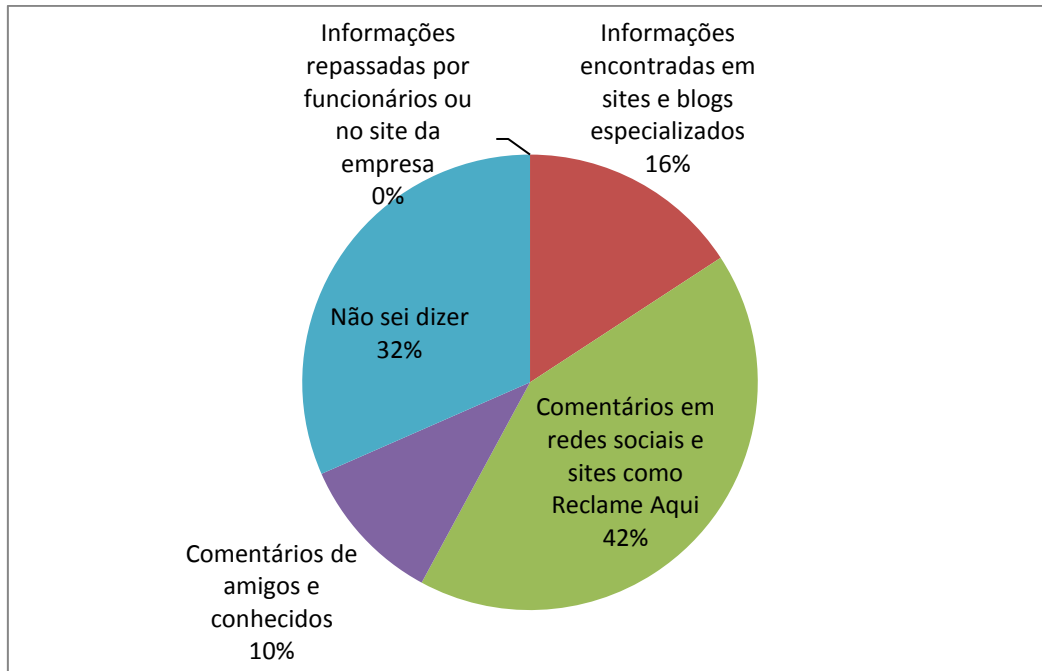 Informações
repassadas por
funcionários ou
no site da
empresa
0%
Informações
encontradas em
sites e blogs
especializados
16%
Não sei dizer
32%
Comentários em
redes sociais e
sites como
Reclame Aqui
42%
Comentários de
amigos e
conhecidos
10%